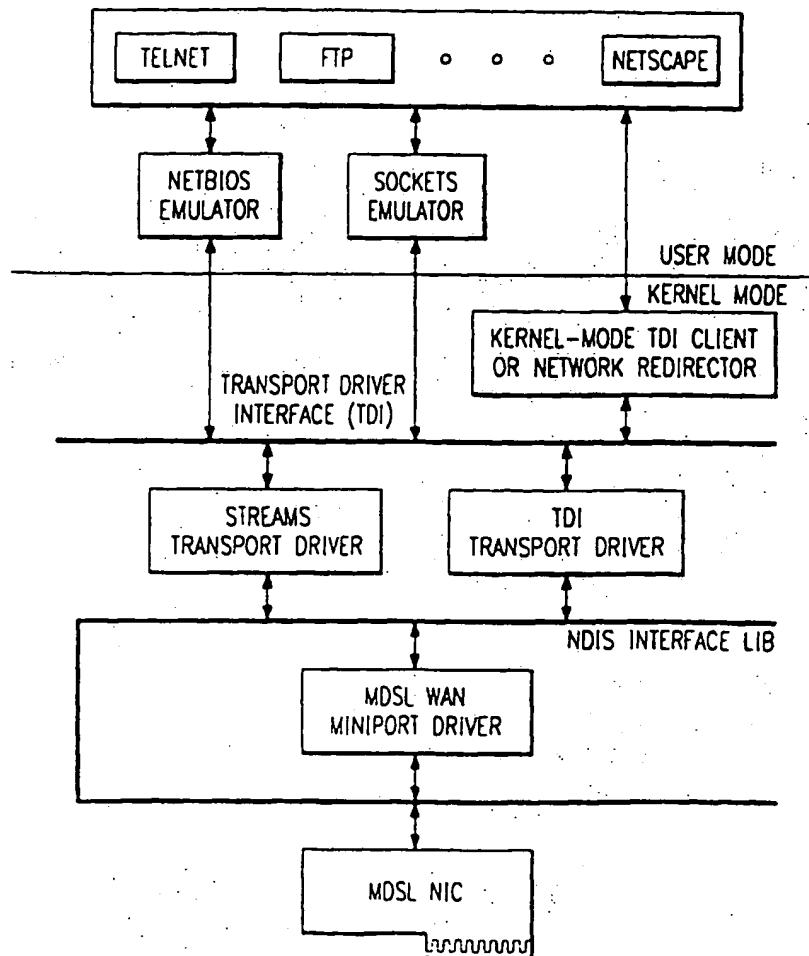 TELNET
FTP
NETSCAPE
NETBIOS
EMULATOR
SOCKETS
EMULATOR
USER MODE
KERNEL MODE
KERNEL-MODE TDI CLIENT
OR NETWORK REDIRECTOR
TRANSPORT DRIVER
INTERFACE (TDI)
STREAMS
TRANSPORT DRIVER
TDI
TRANSPORT DRIVER
NDIS INTERFACE LIB
MDSL WAN
MINIPORT DRIVER
MDSL NIC